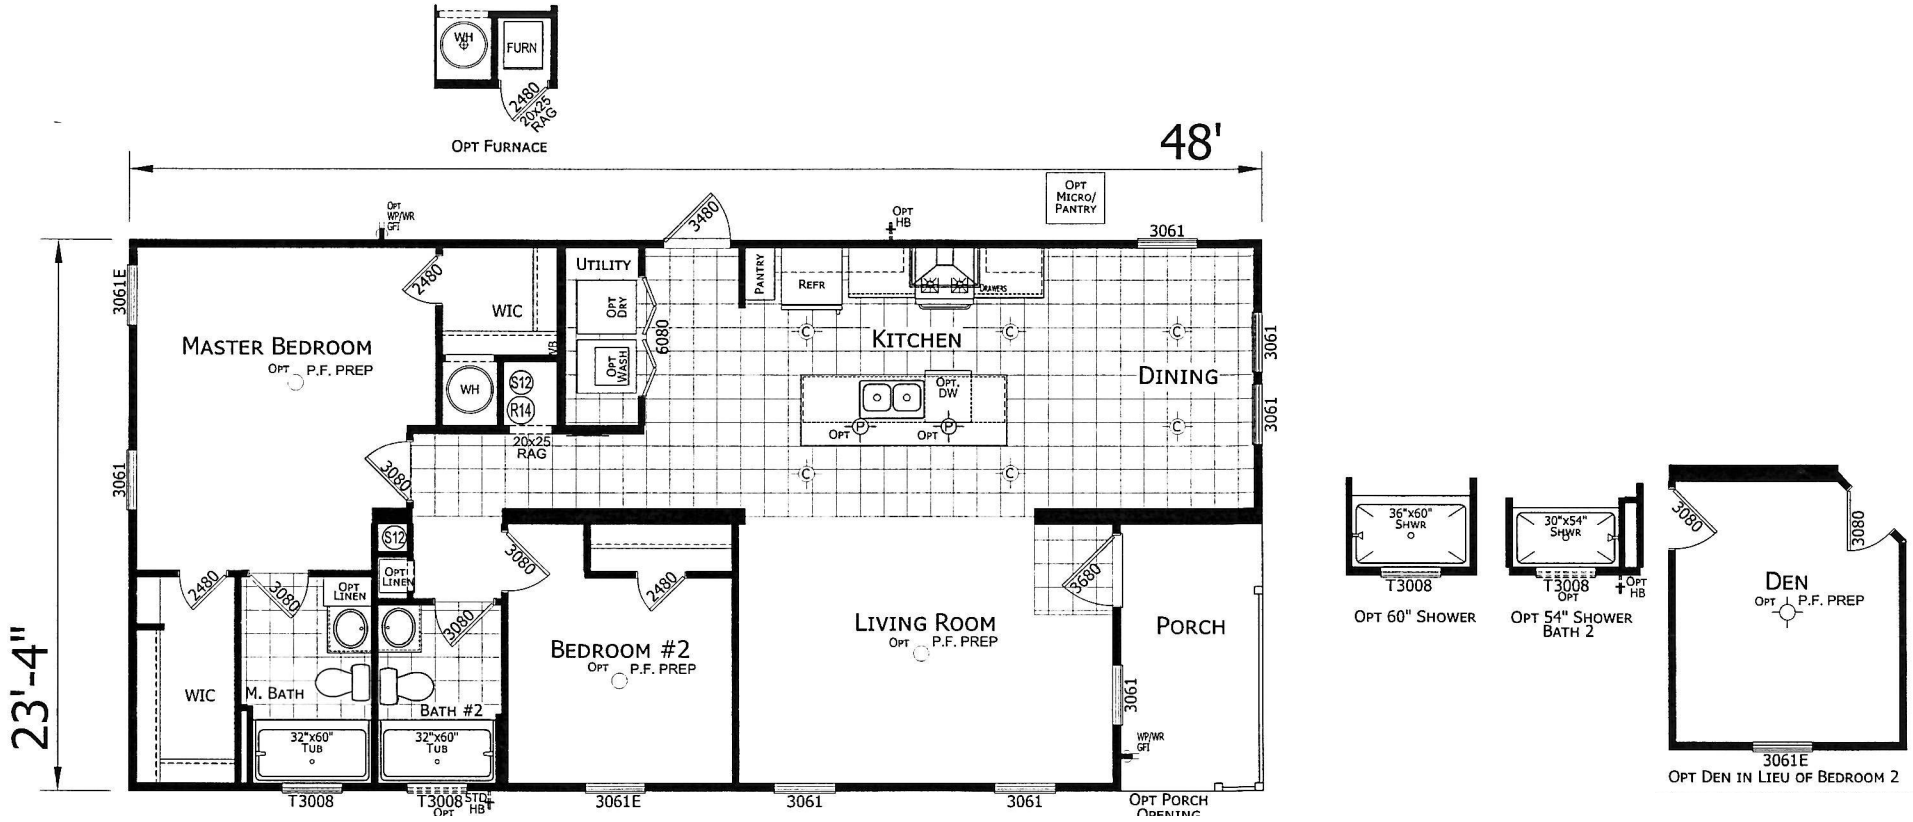 WH
FURN
2480
20x25
RAG
OPT FURNACE
48'
OPT
MICRO/
PANTRY
OPT
WP/WR
GFI
3480
OPT
HB
3061
3061E
2480
UTILITY
PANTRY
REFR
DRAWERS
OPT
DRY
WIC
6080
C
C
C
KITCHEN
3061
MASTER BEDROOM
OPT P.F. PREP
WB
OPT
WASH
DINING
WH
S12
R14
OPT.
DW
3061
OPT P
OPT P
C
20x25
RAG
3061
3080
C
C
S12
3080
OPT
LINEN
2480
3680
2480
3080
OPT
LINEN
3080
LIVING ROOM
OPT P.F. PREP
PORCH
BEDROOM #2
OPT P.F. PREP
23'-4"
WIC
M. BATH
BATH #2
3061
32"x60"
TUB
32"x60"
TUB
WP/WR
GFI
T3008
T3008
OPT
STD
HB
3061E
3061
3061
OPT PORCH
OPENING
36"x60"
SHWR
T3008
OPT 60" SHOWER
30"x54"
SHWR
T3008
OPT
OPT
HB
OPT 54" SHOWER
BATH 2
3080
3080
DEN
OPT P.F. PREP
3061E
OPT DEN IN LIEU OF BEDROOM 2